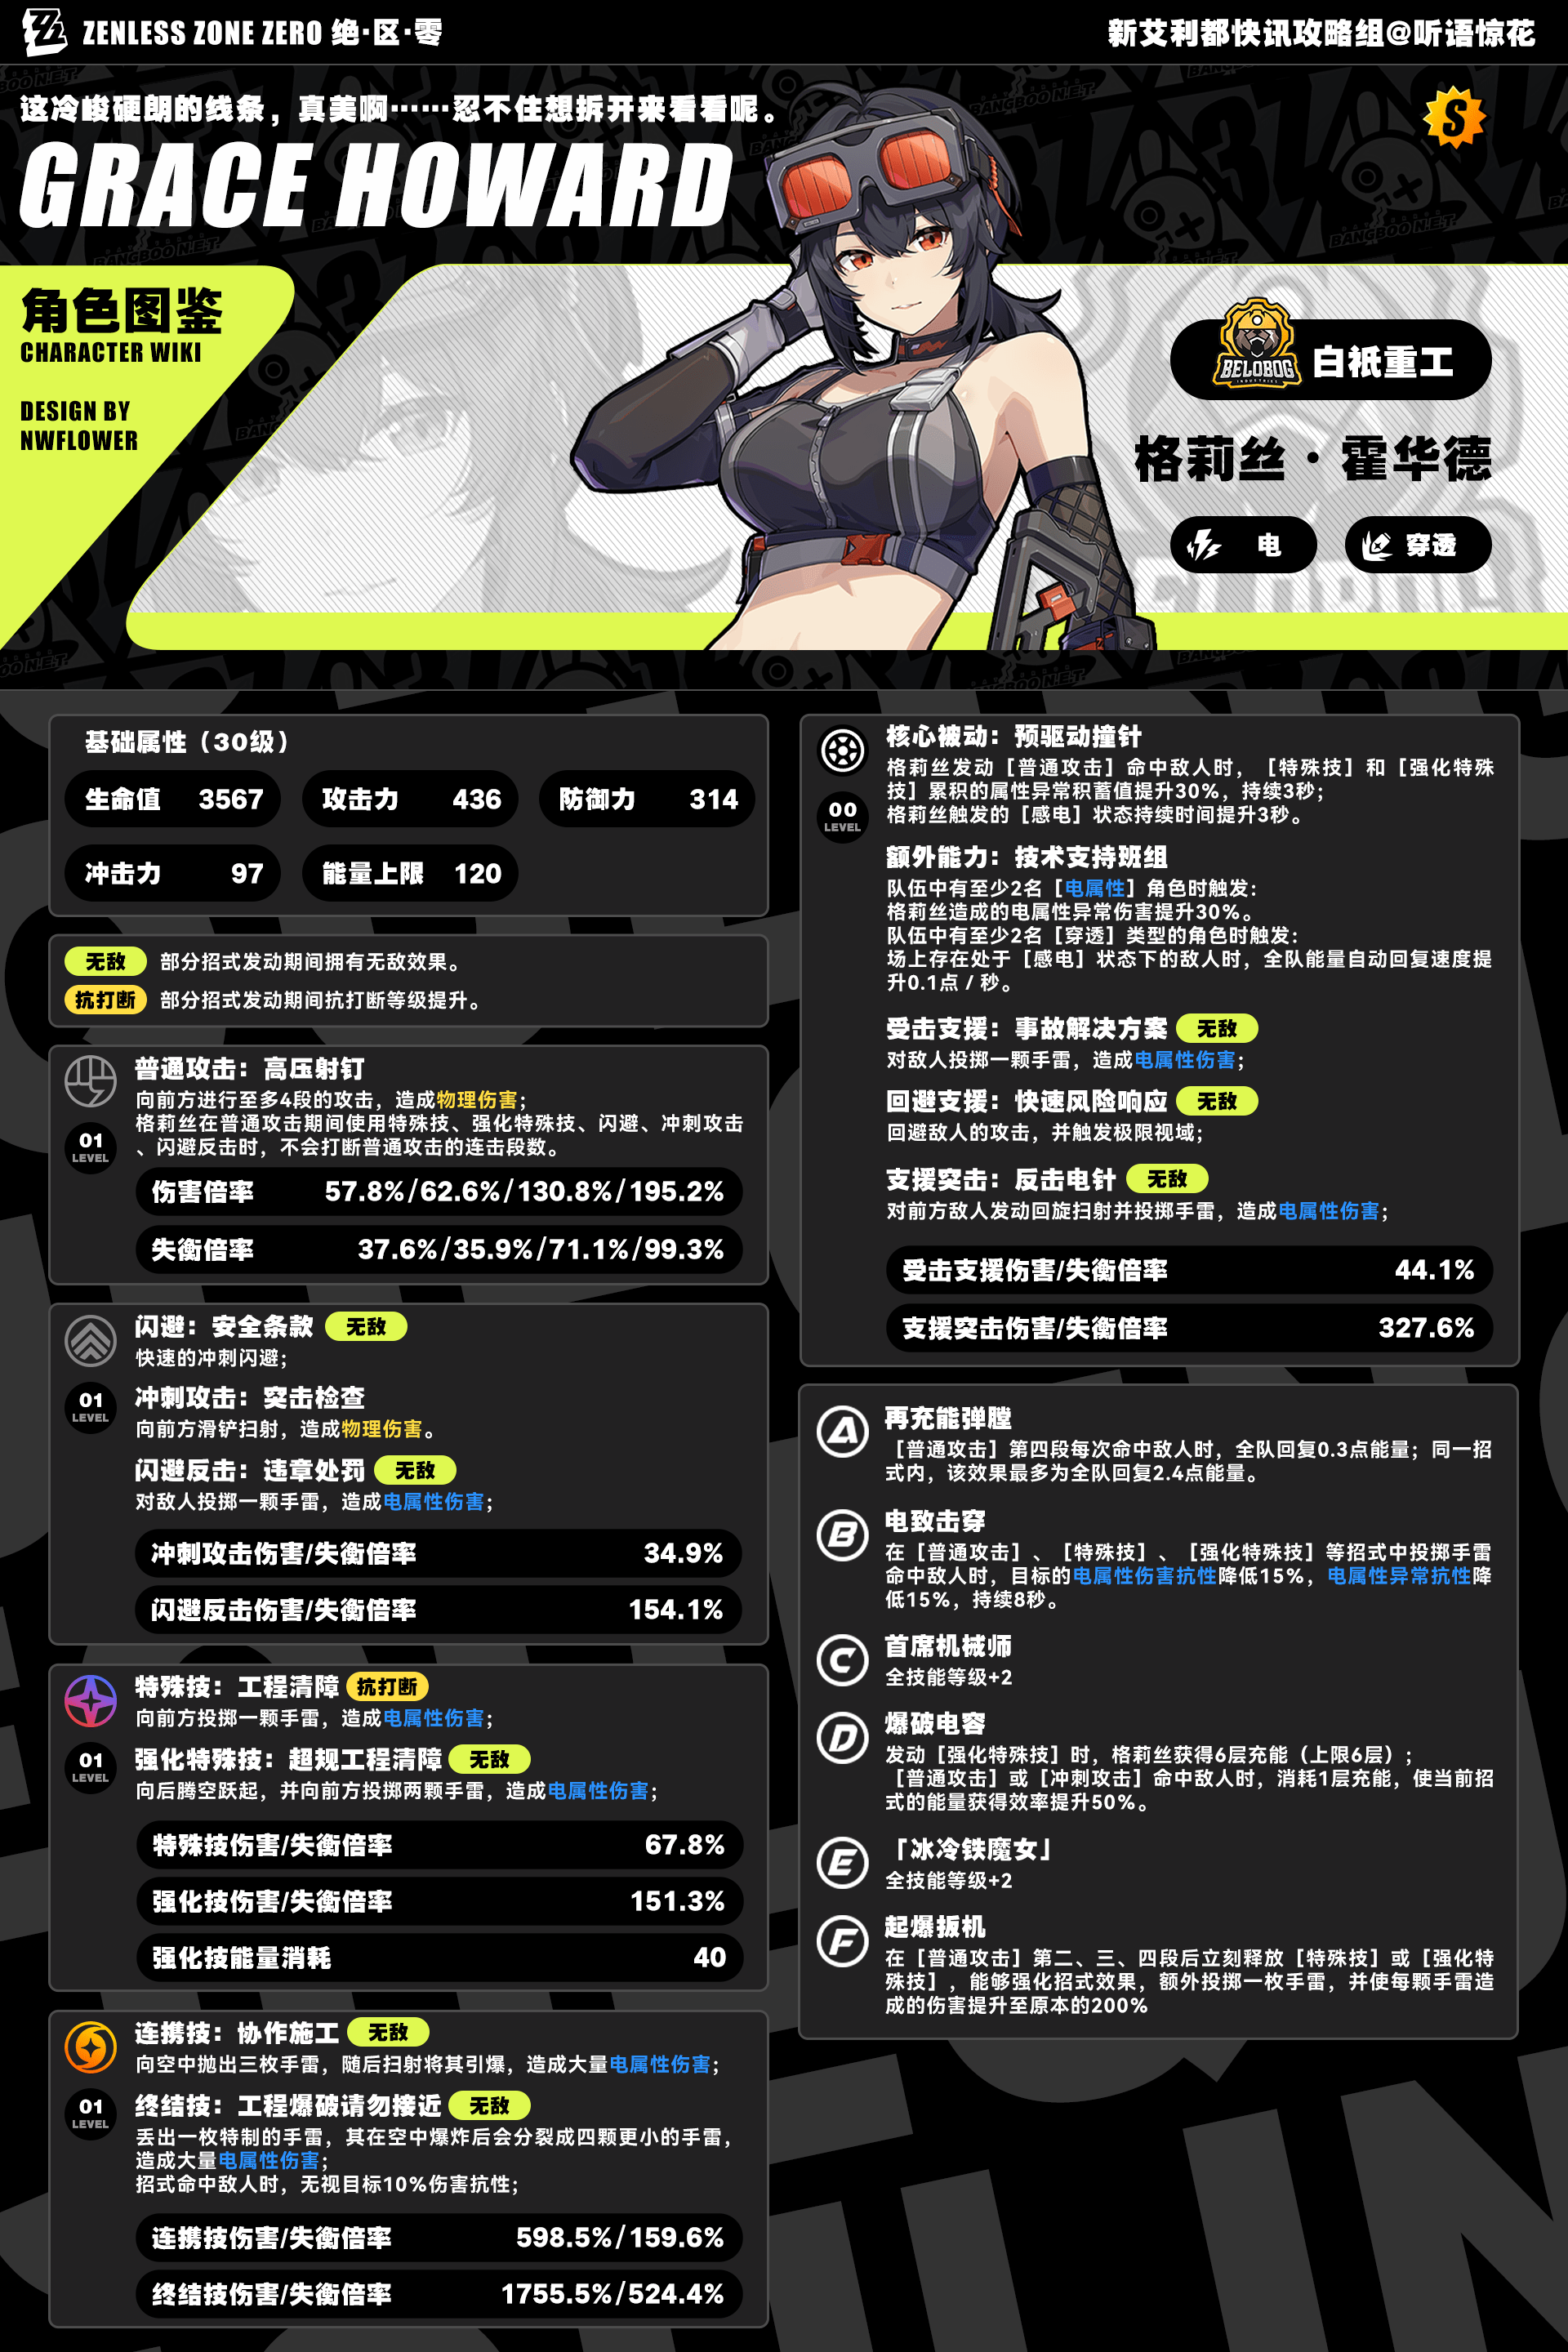 ZENLESS ZONE ZERO 绝·区·零
新艾利都快讯攻略组@听语惊花
这冷峻硬朗的线条，真美啊······忍不住想拆开来看看呢。
S
GRACE HOWARD
角色图鉴
CHARACTER WIKI
DESIGN BY
NWFLOWER
BELOBOG
INDUSTRIES
白祇重工
格莉丝·霍华德
电
穿透
基础属性（30级）
生命值 3567
攻击力 436
防御力 314
冲击力 97
能量上限 120
无敌 部分招式发动期间拥有无敌效果。
抗打断 部分招式发动期间抗打断等级提升。
普通攻击：高压射钉
01
LEVEL
向前方进行至多4段的攻击，造成物理伤害；
格莉丝在普通攻击期间使用特殊技、强化特殊技、闪避、冲刺攻击
、闪避反击时，不会打断普通攻击的连击段数。
伤害倍率 57.8%/62.6%/130.8%/195.2%
失衡倍率 37.6%/35.9%/71.1%/99.3%
闪避：安全条款 无敌
快速的冲刺闪避；
01
LEVEL
冲刺攻击：突击检查
向前方滑铲扫射，造成物理伤害。
闪避反击：违章处罚 无敌
对敌人投掷一颗手雷，造成电属性伤害；
冲刺攻击伤害/失衡倍率 34.9%
闪避反击伤害/失衡倍率 154.1%
特殊技：工程清障 抗打断
向前方投掷一颗手雷，造成电属性伤害；
01
LEVEL
强化特殊技：超规工程清障 无敌
向后腾空跃起，并向前方投掷两颗手雷，造成电属性伤害；
特殊技伤害/失衡倍率 67.8%
强化技伤害/失衡倍率 151.3%
强化技能量消耗 40
连携技：协作施工 无敌
向空中抛出三枚手雷，随后扫射将其引爆，造成大量电属性伤害；
01
LEVEL
终结技：工程爆破请勿接近 无敌
丢出一枚特制的手雷，其在空中爆炸后会分裂成四颗更小的手雷，
造成大量电属性伤害；
招式命中敌人时，无视目标10%伤害抗性；
连携技伤害/失衡倍率 598.5%/159.6%
终结技伤害/失衡倍率 1755.5%/524.4%
核心被动：预驱动撞针
00
LEVEL
格莉丝发动［普通攻击］命中敌人时，［特殊技］和［强化特殊
技］累积的属性异常积蓄值提升30%，持续3秒；
格莉丝触发的［感电］状态持续时间提升3秒。
额外能力：技术支持班组
队伍中有至少2名［电属性］角色时触发：
格莉丝造成的电属性异常伤害提升30%。
队伍中有至少2名［穿透］类型的角色时触发：
场上存在处于［感电］状态下的敌人时，全队能量自动回复速度提
升0.1点 / 秒。
受击支援：事故解决方案 无敌
对敌人投掷一颗手雷，造成电属性伤害；
回避支援：快速风险响应 无敌
回避敌人的攻击，并触发极限视域；
支援突击：反击电针 无敌
对前方敌人发动回旋扫射并投掷手雷，造成电属性伤害；
受击支援伤害/失衡倍率 44.1%
支援突击伤害/失衡倍率 327.6%
A 再充能弹膛
［普通攻击］第四段每次命中敌人时，全队回复0.3点能量；同一招
式内，该效果最多为全队回复2.4点能量。
B 电致击穿
在［普通攻击］、［特殊技］、［强化特殊技］等招式中投掷手雷
命中敌人时，目标的电属性伤害抗性降低15%，电属性异常抗性降
低15%，持续8秒。
C 首席机械师
全技能等级+2
D 爆破电容
发动［强化特殊技］时，格莉丝获得6层充能（上限6层）；
［普通攻击］或［冲刺攻击］命中敌人时，消耗1层充能，使当前招
式的能量获得效率提升50%。
E 「冰冷铁魔女」
全技能等级+2
F 起爆扳机
在［普通攻击］第二、三、四段后立刻释放［特殊技］或［强化特
殊技］，能够强化招式效果，额外投掷一枚手雷，并使每颗手雷造
成的伤害提升至原本的200%